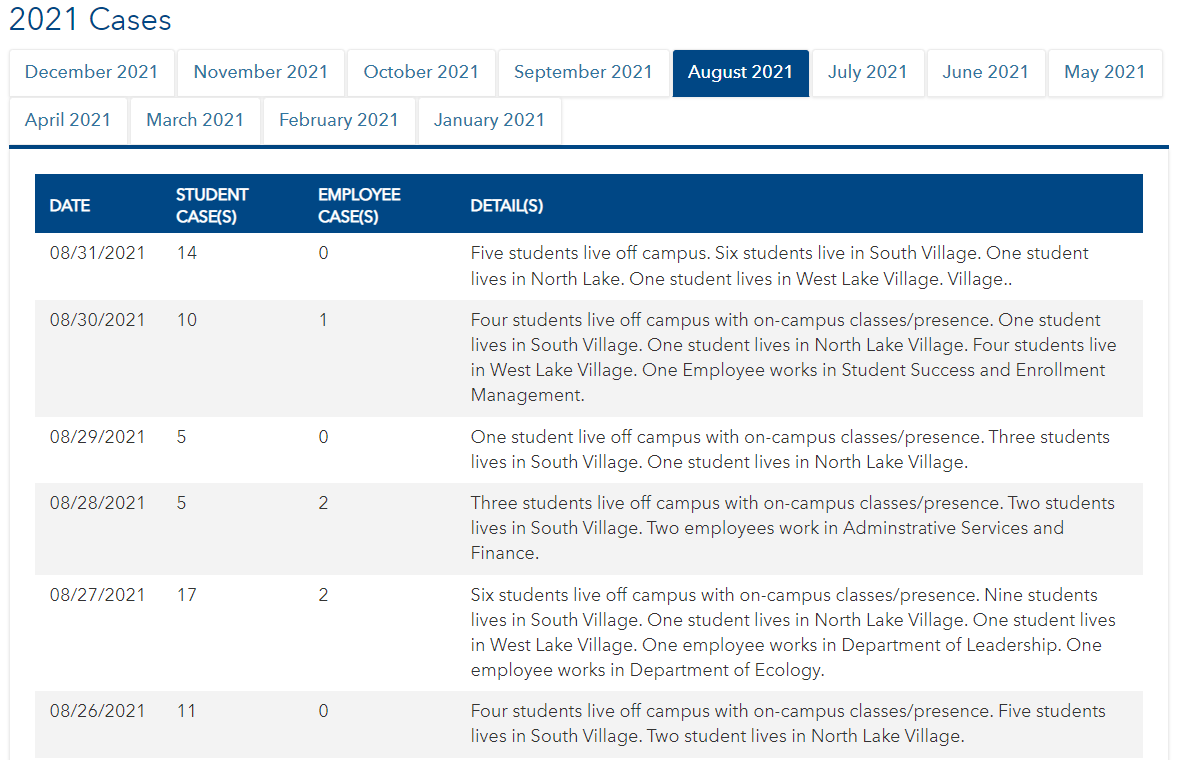 2021 Cases
December 2021 November 2021 October 2021 September 2021 August 2021 July 2021 June 2021 May 2021
April 2021 March 2021 February 2021 January 2021
DATE STUDENT CASE(S) EMPLOYEE CASE(S) DETAIL(S)
08/31/2021 14 0 Five students live off campus. Six students live in South Village. One student
lives in North Lake. One student lives in West Lake Village. Village..
08/30/2021 10 1 Four students live off campus with on-campus classes/presence. One student
lives in South Village. One student lives in North Lake Village. Four students live
in West Lake Village. One Employee works in Student Success and Enrollment
Management.
08/29/2021 5 0 One student live off campus with on-campus classes/presence. Three students
lives in South Village. One student lives in North Lake Village.
08/28/2021 5 2 Three students live off campus with on-campus classes/presence. Two students
lives in South Village. Two employees work in Adminstrative Services and
Finance.
08/27/2021 17 2 Six students live off campus with on-campus classes/presence. Nine students
lives in South Village. One student lives in North Lake Village. One student lives
in West Lake Village. One employee works in Department of Leadership. One
employee works in Department of Ecology.
08/26/2021 11 0 Four students live off campus with on-campus classes/presence. Five students
lives in South Village. Two student lives in North Lake Village.